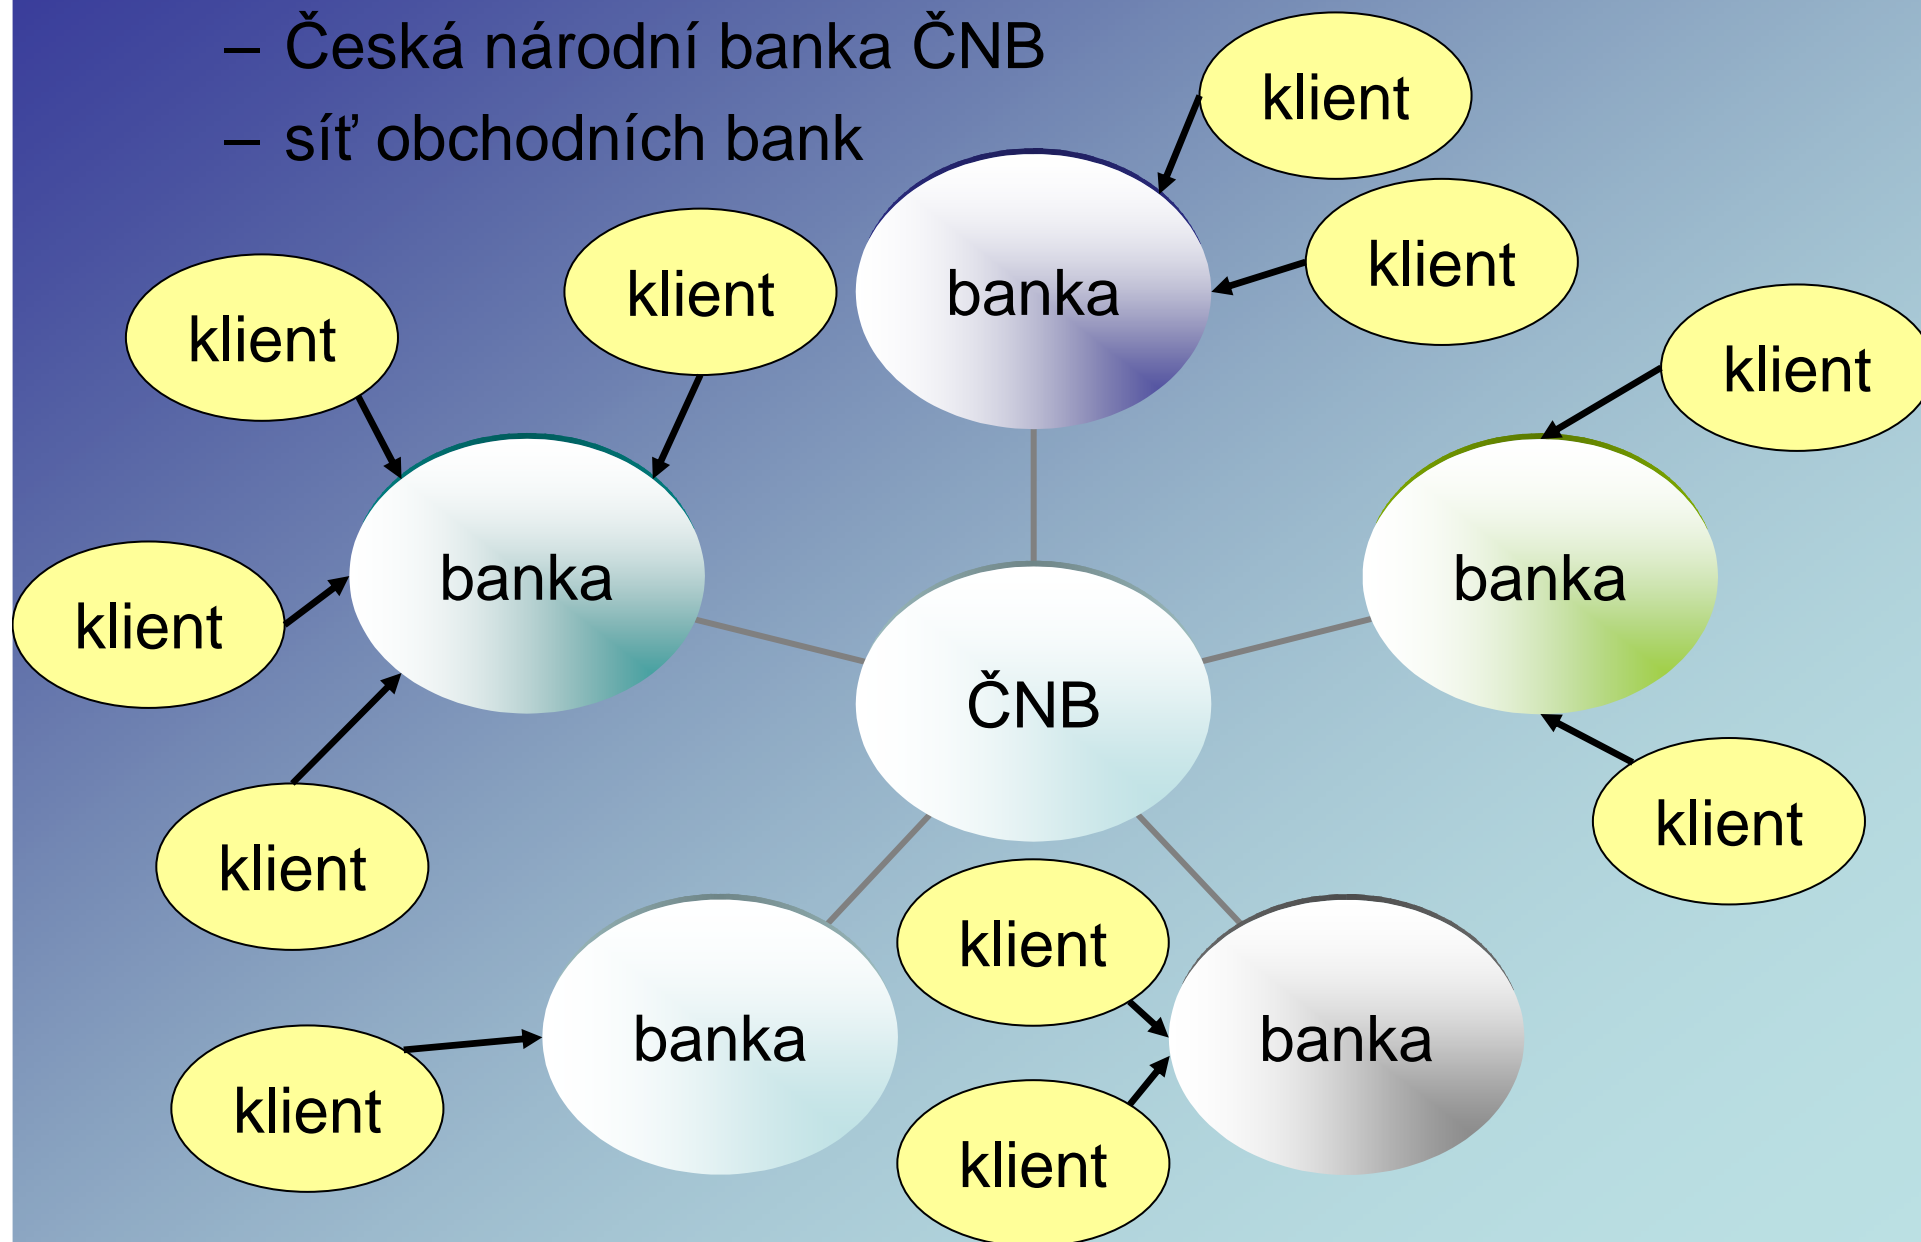 – Česká národní banka ČNB
– síť obchodních bank
klient
klient
klient
klient
banka
klient
klient
banka
banka
klient
ČNB
klient
klient
klient
banka
banka
klient
klient